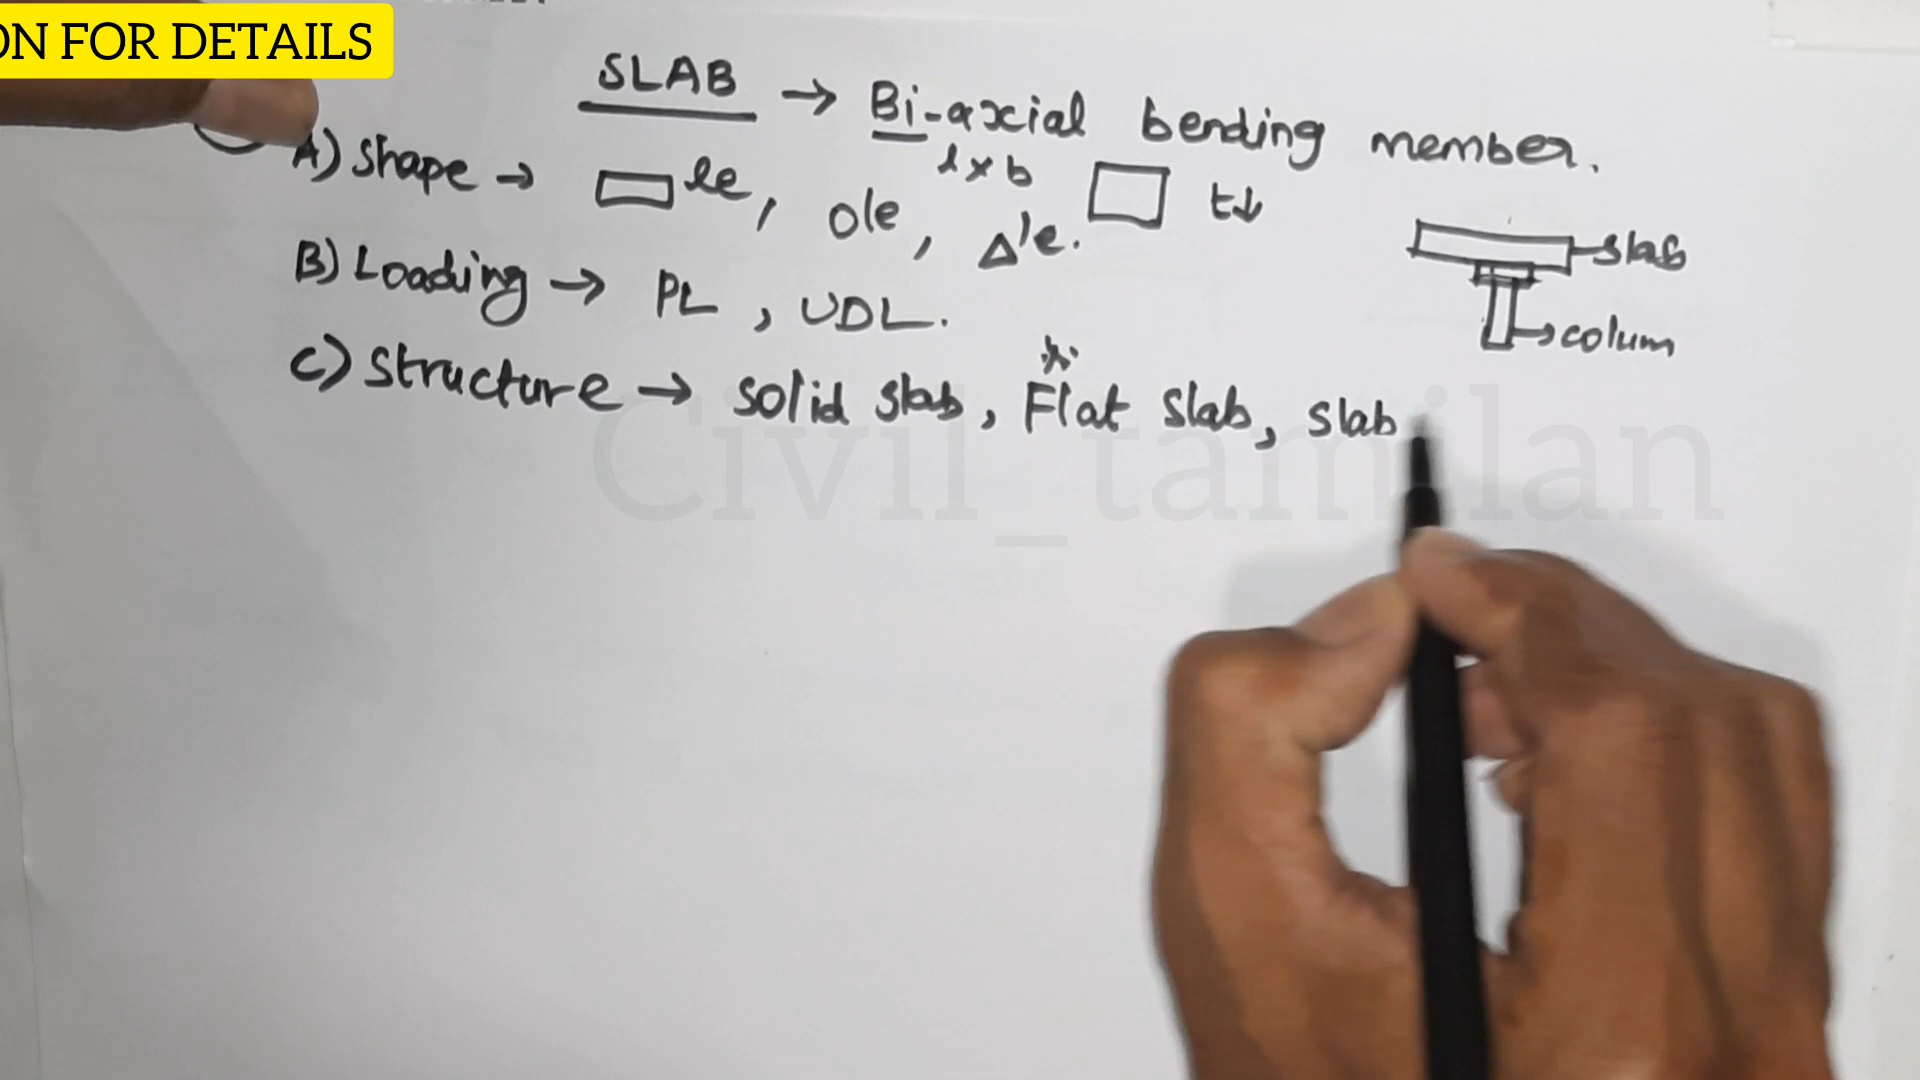 ON FOR DETAILS
SLAB → Bi-axial bending member.
l x b
t↓
A) Shape → ▭le, Ole, Δle.
slab
B) Loading → PL, UDL.
colum
C) Structure → solid slab, Flat slab, slab
Civil_tamilan